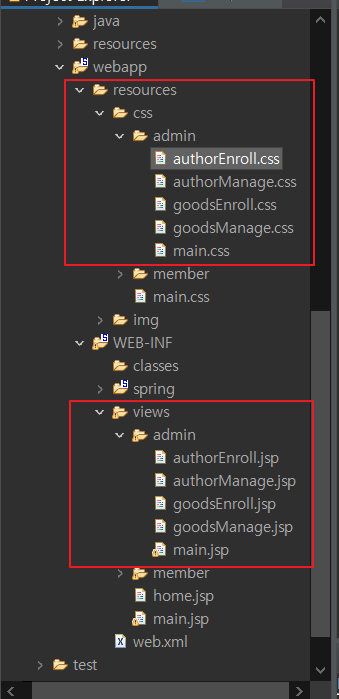 Project Explorer
java
resources
webapp
resources
css
admin
authorEnroll.css
authorManage.css
goodsEnroll.css
goodsManage.css
main.css
member
main.css
img
WEB-INF
classes
spring
views
admin
authorEnroll.jsp
authorManage.jsp
goodsEnroll.jsp
goodsManage.jsp
main.jsp
member
home.jsp
main.jsp
web.xml
test